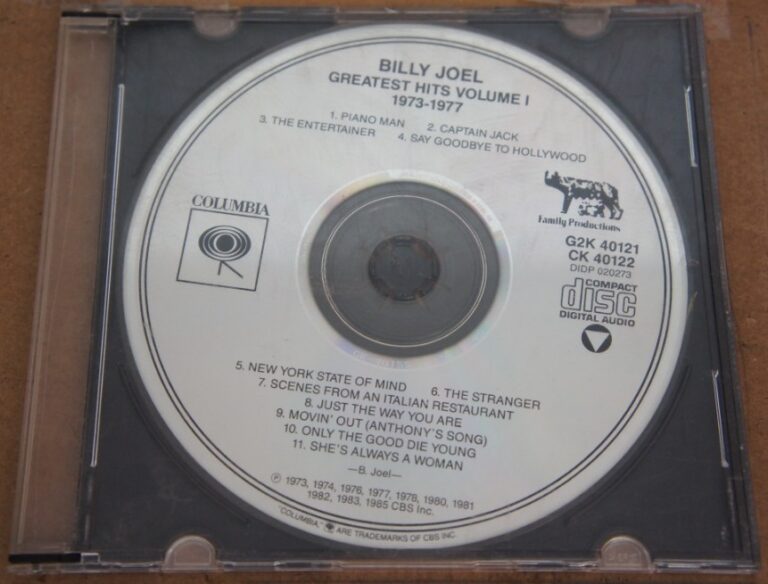 BILLY JOEL
GREATEST HITS VOLUME I
1973-1977
1. PIANO MAN 2. CAPTAIN JACK
3. THE ENTERTAINER 4. SAY GOODBYE TO HOLLYWOOD
COLUMBIA
Family Productions
G2K 40121
CK 40122
DIDP 020273
COMPACT
disc
DIGITAL AUDIO
5. NEW YORK STATE OF MIND 6. THE STRANGER
7. SCENES FROM AN ITALIAN RESTAURANT
8. JUST THE WAY YOU ARE
9. MOVIN' OUT (ANTHONY'S SONG)
10. ONLY THE GOOD DIE YOUNG
11. SHE'S ALWAYS A WOMAN
—B. Joel—
℗ 1973, 1974, 1976, 1977, 1978, 1980, 1981
1982, 1983, 1985 CBS Inc.
"COLUMBIA," ARE TRADEMARKS OF CBS INC.